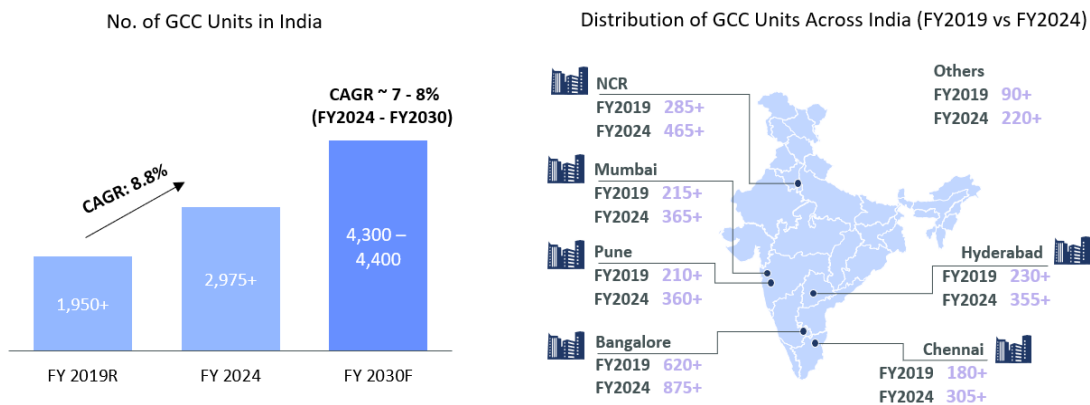 No. of GCC Units in India
CAGR ~ 7 - 8%
(FY2024 - FY2030)
CAGR: 8.8%
1,950+
2,975+
4,300 –
4,400
FY 2019R
FY 2024
FY 2030F
Distribution of GCC Units Across India (FY2019 vs FY2024)
NCR
FY2019 285+
FY2024 465+
Others
FY2019 90+
FY2024 220+
Mumbai
FY2019 215+
FY2024 365+
Pune
FY2019 210+
FY2024 360+
Hyderabad
FY2019 230+
FY2024 355+
Bangalore
FY2019 620+
FY2024 875+
Chennai
FY2019 180+
FY2024 305+